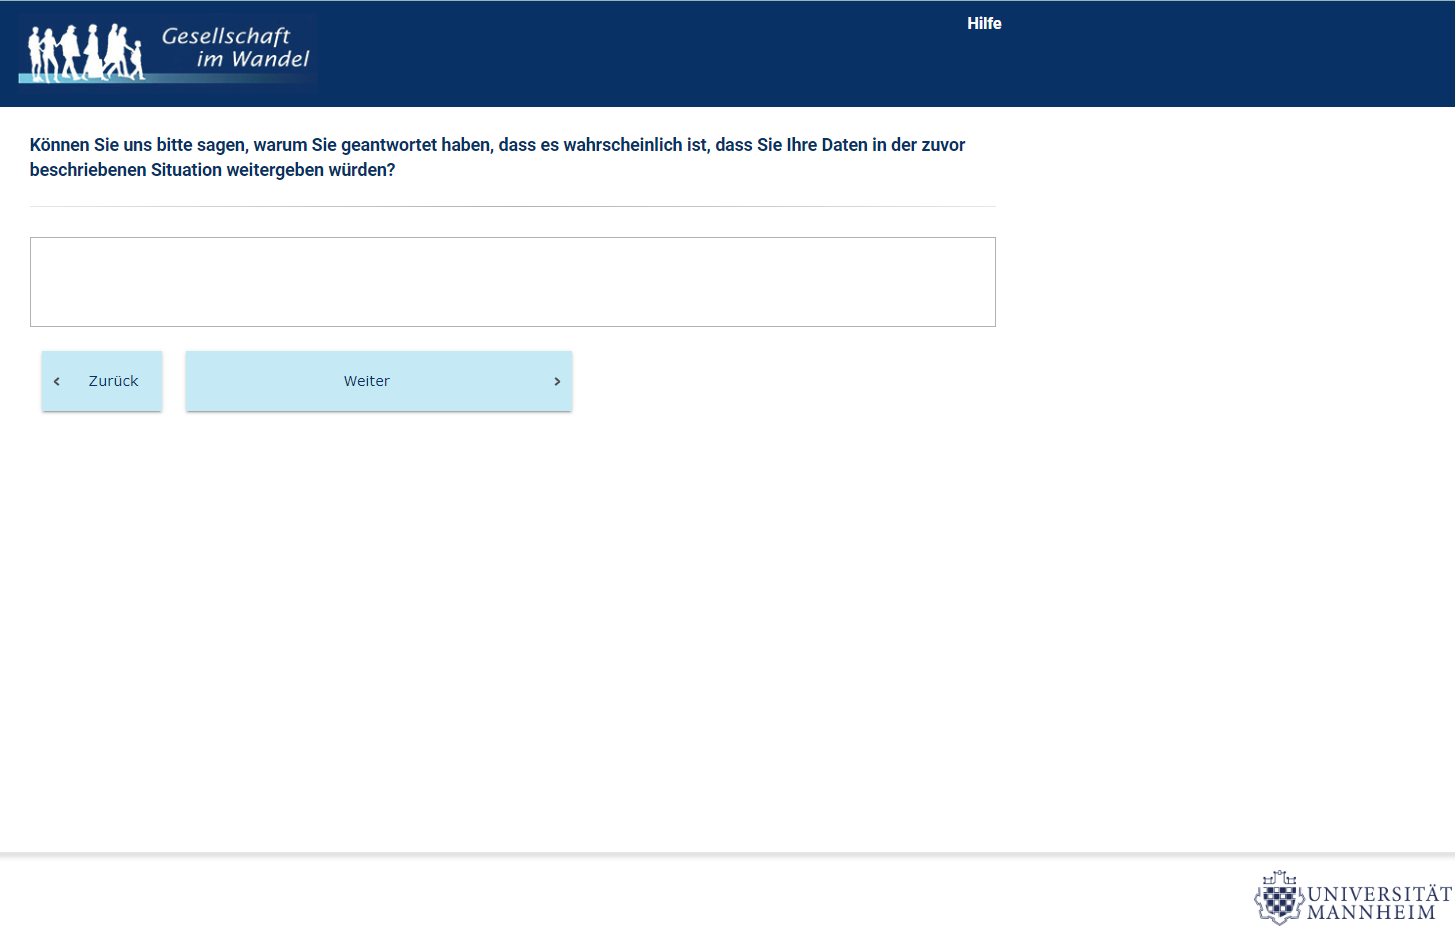 Gesellschaft
im Wandel
Hilfe
Können Sie uns bitte sagen, warum Sie geantwortet haben, dass es wahrscheinlich ist, dass Sie Ihre Daten in der zuvor
beschriebenen Situation weitergeben würden?
Zurück
Weiter
UNIVERSITÄT
MANNHEIM